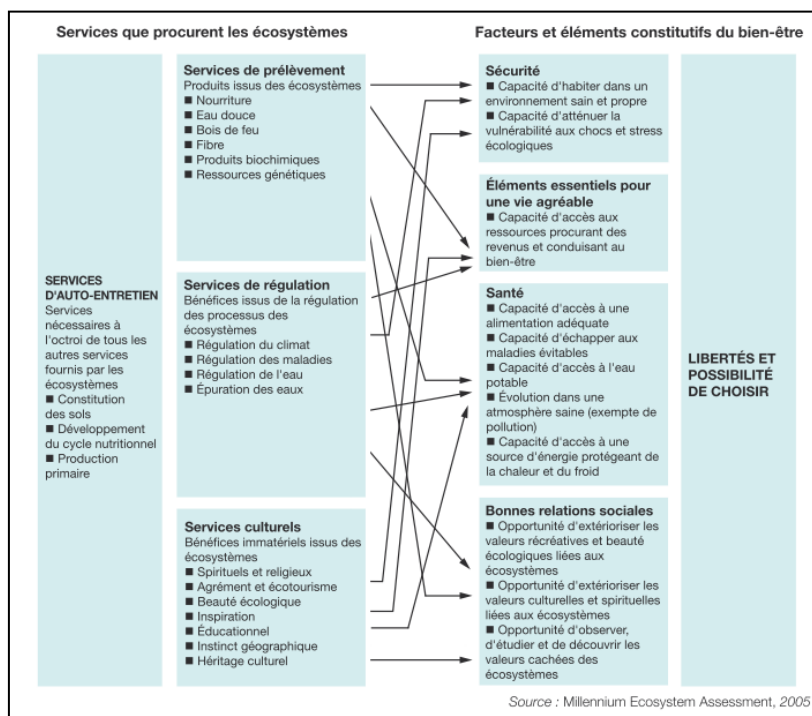 Services que procurent les écosystèmes
Facteurs et éléments constitutifs du bien-être
SERVICES
D'AUTO-ENTRETIEN
Services
nécessaires à
l'octroi de tous les
autres services
fournis par les
écosystèmes
■ Constitution
des sols
■ Développement
du cycle nutritionnel
■ Production
primaire
Services de prélèvement
Produits issus des écosystèmes
■ Nourriture
■ Eau douce
■ Bois de feu
■ Fibre
■ Produits biochimiques
■ Ressources génétiques
Services de régulation
Bénéfices issus de la régulation
des processus des
écosystèmes
■ Régulation du climat
■ Régulation des maladies
■ Régulation de l'eau
■ Épuration des eaux
Services culturels
Bénéfices immatériels issus des
écosystèmes
■ Spirituels et religieux
■ Agrément et écotourisme
■ Beauté écologique
■ Inspiration
■ Éducationnel
■ Instinct géographique
■ Héritage culturel
Sécurité
■ Capacité d'habiter dans un
environnement sain et propre
■ Capacité d'atténuer la
vulnérabilité aux chocs et stress
écologiques
Éléments essentiels pour
une vie agréable
■ Capacité d'accès aux
ressources procurant des
revenus et conduisant au
bien-être
Santé
■ Capacité d'accès à une
alimentation adéquate
■ Capacité d'échapper aux
maladies évitables
■ Capacité d'accès à l'eau
potable
■ Évolution dans une
atmosphère saine (exempte de
pollution)
■ Capacité d'accès à une
source d'énergie protégeant de
la chaleur et du froid
Bonnes relations sociales
■ Opportunité d'extérioriser les
valeurs récréatives et beauté
écologiques liées aux
écosystèmes
■ Opportunité d'extérioriser les
valeurs culturelles et spirituelles
liées aux écosystèmes
■ Opportunité d'observer,
d'étudier et de découvrir les
valeurs cachées des
écosystèmes
LIBERTÉS ET
POSSIBILITÉ
DE CHOISIR
Source : Millennium Ecosystem Assessment, 2005